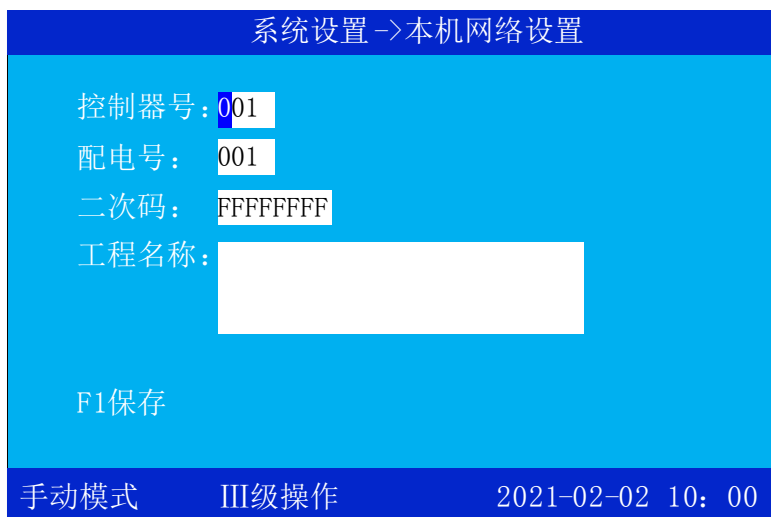 系统设置->本机网络设置
控制器号：001
配电号： 001
二次码： FFFFFFFF
工程名称：
F1保存
手动模式 Ⅲ级操作 2021-02-02 10：00